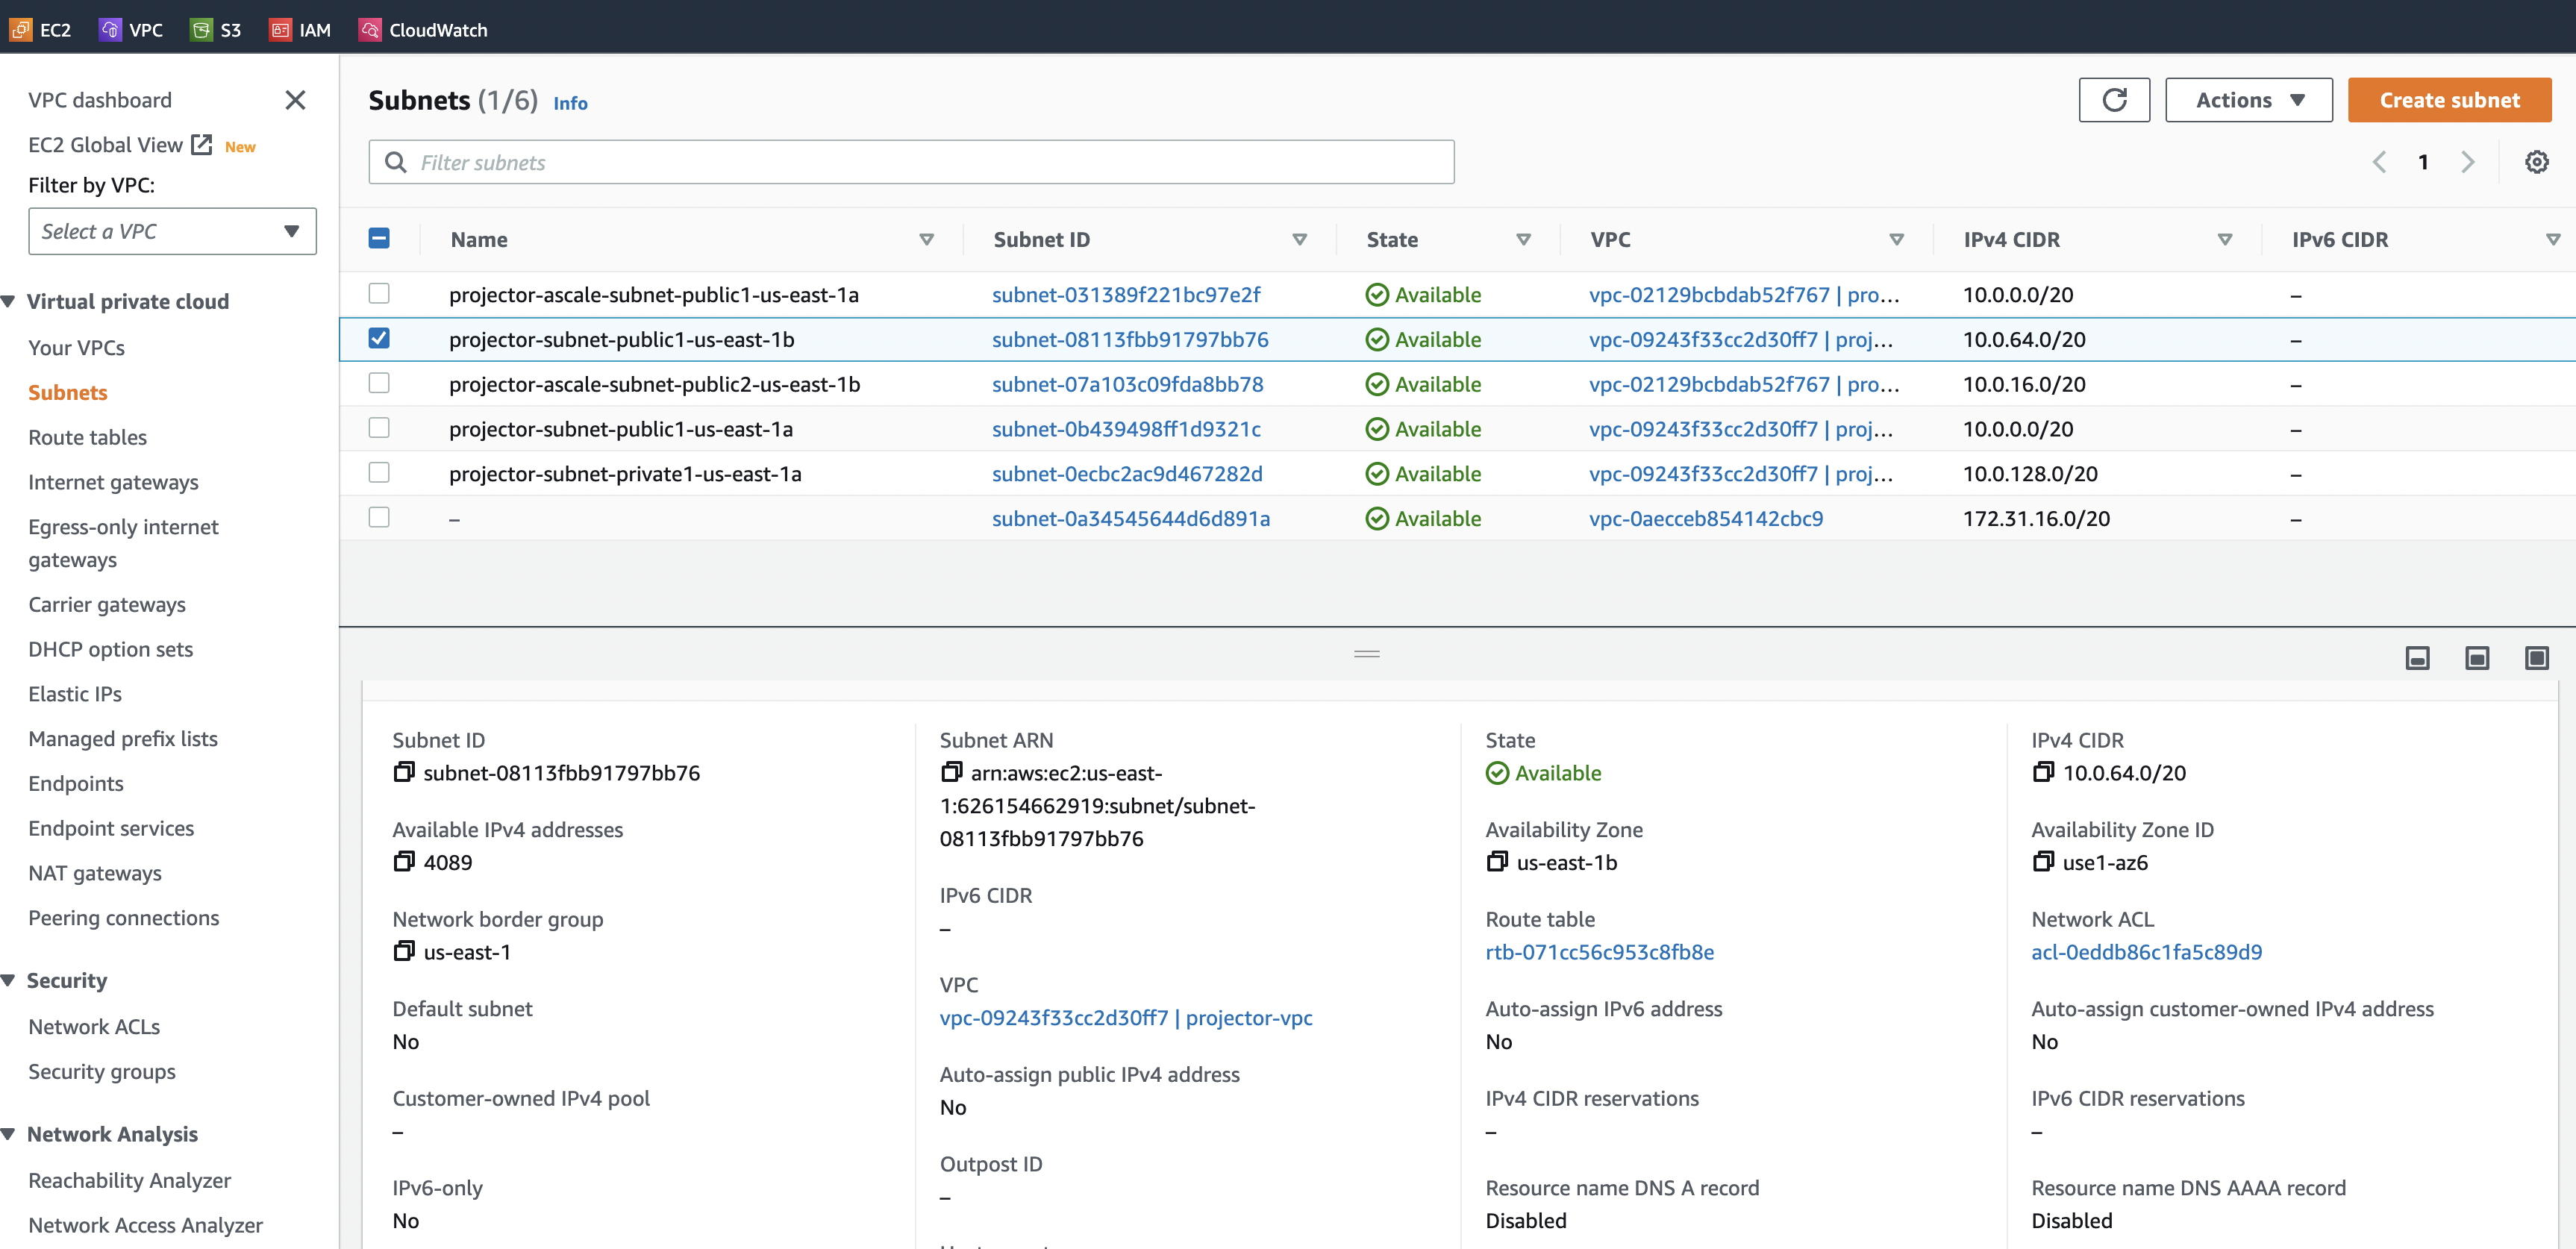 EC2 VPC S3 IAM CloudWatch
VPC dashboard
EC2 Global View New
Filter by VPC:
Select a VPC
Virtual private cloud
Your VPCs
Subnets
Route tables
Internet gateways
Egress-only internet
gateways
Carrier gateways
DHCP option sets
Elastic IPs
Managed prefix lists
Endpoints
Endpoint services
NAT gateways
Peering connections
Security
Network ACLs
Security groups
Network Analysis
Reachability Analyzer
Network Access Analyzer
Subnets (1/6) Info
Actions
Create subnet
Filter subnets
1
Name Subnet ID State VPC IPv4 CIDR IPv6 CIDR
projector-ascale-subnet-public1-us-east-1a subnet-031389f221bc97e2f Available vpc-02129bcbdab52f767 | pro... 10.0.0.0/20 –
projector-subnet-public1-us-east-1b subnet-08113fbb91797bb76 Available vpc-09243f33cc2d30ff7 | proj... 10.0.64.0/20 –
projector-ascale-subnet-public2-us-east-1b subnet-07a103c09fda8bb78 Available vpc-02129bcbdab52f767 | pro... 10.0.16.0/20 –
projector-subnet-public1-us-east-1a subnet-0b439498ff1d9321c Available vpc-09243f33cc2d30ff7 | proj... 10.0.0.0/20 –
projector-subnet-private1-us-east-1a subnet-0ecbc2ac9d467282d Available vpc-09243f33cc2d30ff7 | proj... 10.0.128.0/20 –
– subnet-0a34545644d6d891a Available vpc-0aecceb854142cbc9 172.31.16.0/20 –
Subnet ID
subnet-08113fbb91797bb76
Available IPv4 addresses
4089
Network border group
us-east-1
Default subnet
No
Customer-owned IPv4 pool
–
IPv6-only
No
Subnet ARN
arn:aws:ec2:us-east-
1:626154662919:subnet/subnet-
08113fbb91797bb76
IPv6 CIDR
–
VPC
vpc-09243f33cc2d30ff7 | projector-vpc
Auto-assign public IPv4 address
No
Outpost ID
–
State
Available
Availability Zone
us-east-1b
Route table
rtb-071cc56c953c8fb8e
Auto-assign IPv6 address
No
IPv4 CIDR reservations
–
Resource name DNS A record
Disabled
IPv4 CIDR
10.0.64.0/20
Availability Zone ID
use1-az6
Network ACL
acl-0eddb86c1fa5c89d9
Auto-assign customer-owned IPv4 address
No
IPv6 CIDR reservations
–
Resource name DNS AAAA record
Disabled